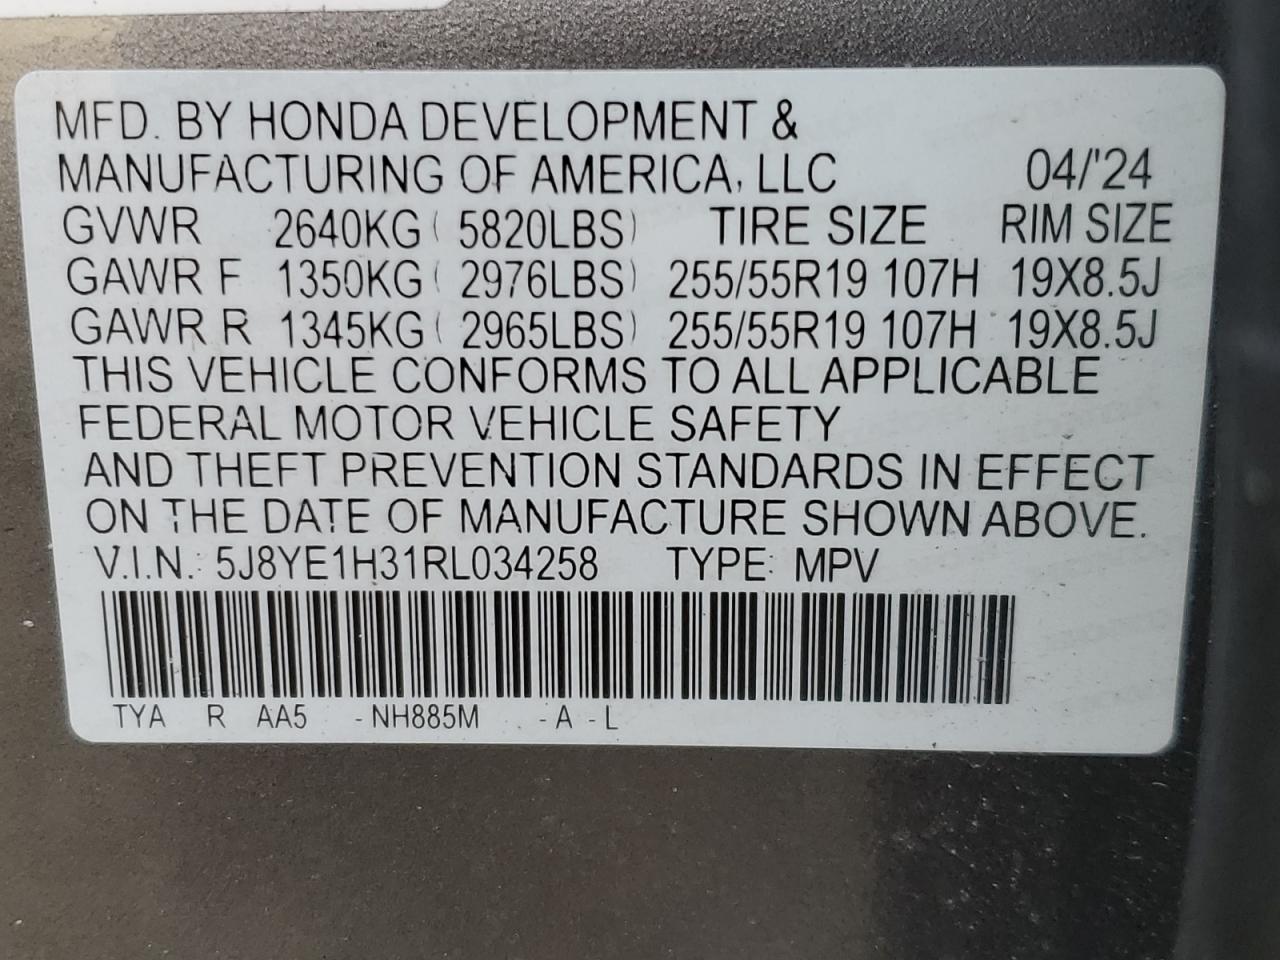 MFD. BY HONDA DEVELOPMENT &
MANUFACTURING OF AMERICA, LLC 04/'24
GVWR 2640KG ( 5820LBS) TIRE SIZE RIM SIZE
GAWR F 1350KG ( 2976LBS) 255/55R19 107H 19X8.5J
GAWR R 1345KG ( 2965LBS) 255/55R19 107H 19X8.5J
THIS VEHICLE CONFORMS TO ALL APPLICABLE
FEDERAL MOTOR VEHICLE SAFETY
AND THEFT PREVENTION STANDARDS IN EFFECT
ON THE DATE OF MANUFACTURE SHOWN ABOVE.
V.I.N.: 5J8YE1H31RL034258 TYPE: MPV
TYA R AA5 -NH885M -A -L